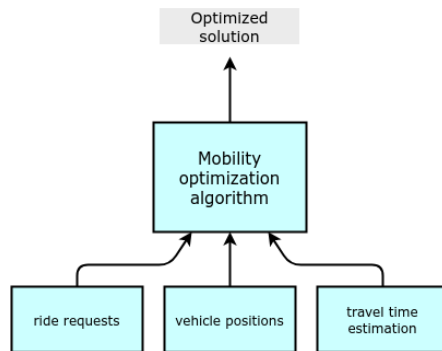 Optimized
solution
Mobility
optimization
algorithm
ride requests
vehicle positions
travel time
estimation